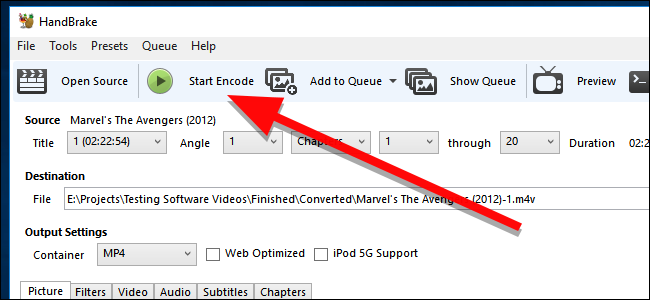 HandBrake
File Tools Presets Queue Help
Open Source Start Encode Add to Queue Show Queue Preview
Source Marvel's The Avengers (2012)
Title 1 (02:22:54) Angle 1 Chapters 1 through 20 Duration 02:2
Destination
File E:\Projects\Testing Software Videos\Finished\Converted\Marvel's The Avengers (2012)-1.m4v
Output Settings
Container MP4 Web Optimized iPod 5G Support
Picture Filters Video Audio Subtitles Chapters